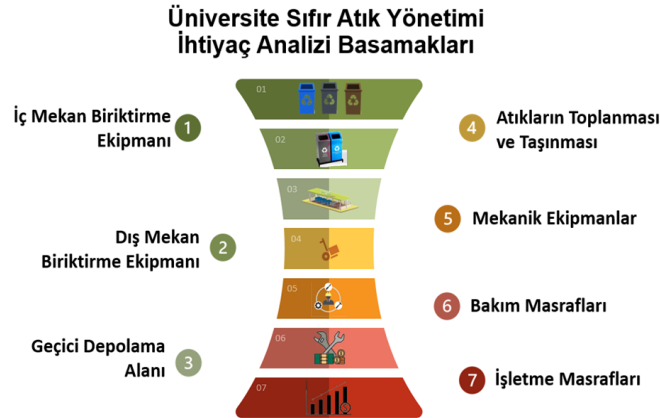 Üniversite Sıfır Atık Yönetimi
İhtiyaç Analizi Basamakları
1
İç Mekan Biriktirme
Ekipmanı
2
Dış Mekan
Biriktirme Ekipmanı
3
Geçici Depolama
Alanı
01
02
03
04
05
06
07
4
Atıkların Toplanması
ve Taşınması
5
Mekanik Ekipmanlar
6
Bakım Masrafları
7
İşletme Masrafları